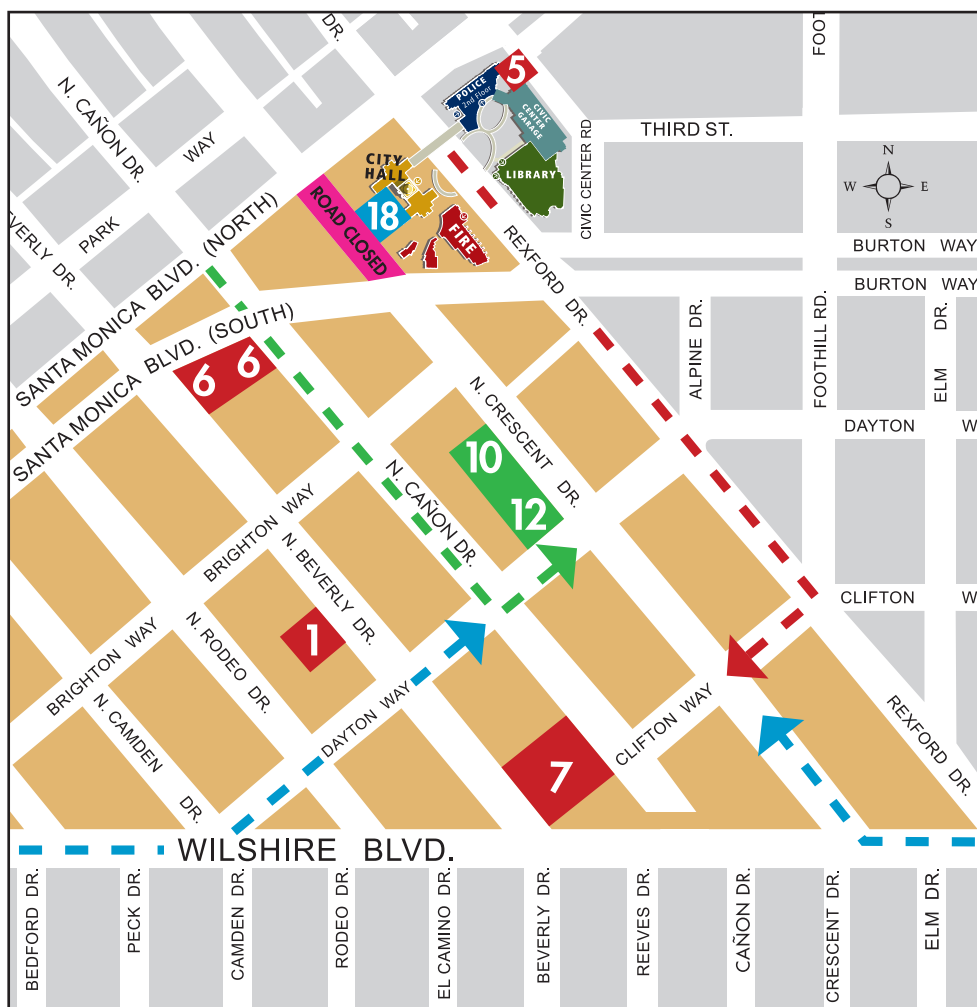 DR.
FOOT
N. CAÑON DR.
WAY
PARK
VERLY DR.
5
POLICE
2nd Floor
CIVIC
CENTER
GARAGE
LIBRARY
CIVIC CENTER RD
THIRD ST.
N
W E
S
CITY
HALL
18
FIRE
ROAD CLOSED
REXFORD DR.
BURTON WAY
BURTON WAY
SANTA MONICA BLVD. (NORTH)
SANTA MONICA BLVD. (SOUTH)
6 6
ALPINE DR.
FOOTHILL RD.
ELM DR.
DAYTON W
N. CRESCENT DR.
10
12
N. CAÑON DR.
BRIGHTON WAY
N. BEVERLY DR.
1
CLIFTON W
N. RODEO DR.
BRIGHTON WAY
N. CAMDEN DR.
DAYTON WAY
7
CLIFTON WAY
REXFORD DR.
WILSHIRE BLVD.
BEDFORD DR.
PECK DR.
CAMDEN DR.
RODEO DR.
EL CAMINO DR.
BEVERLY DR.
REEVES DR.
CAÑON DR.
CRESCENT DR.
ELM DR.